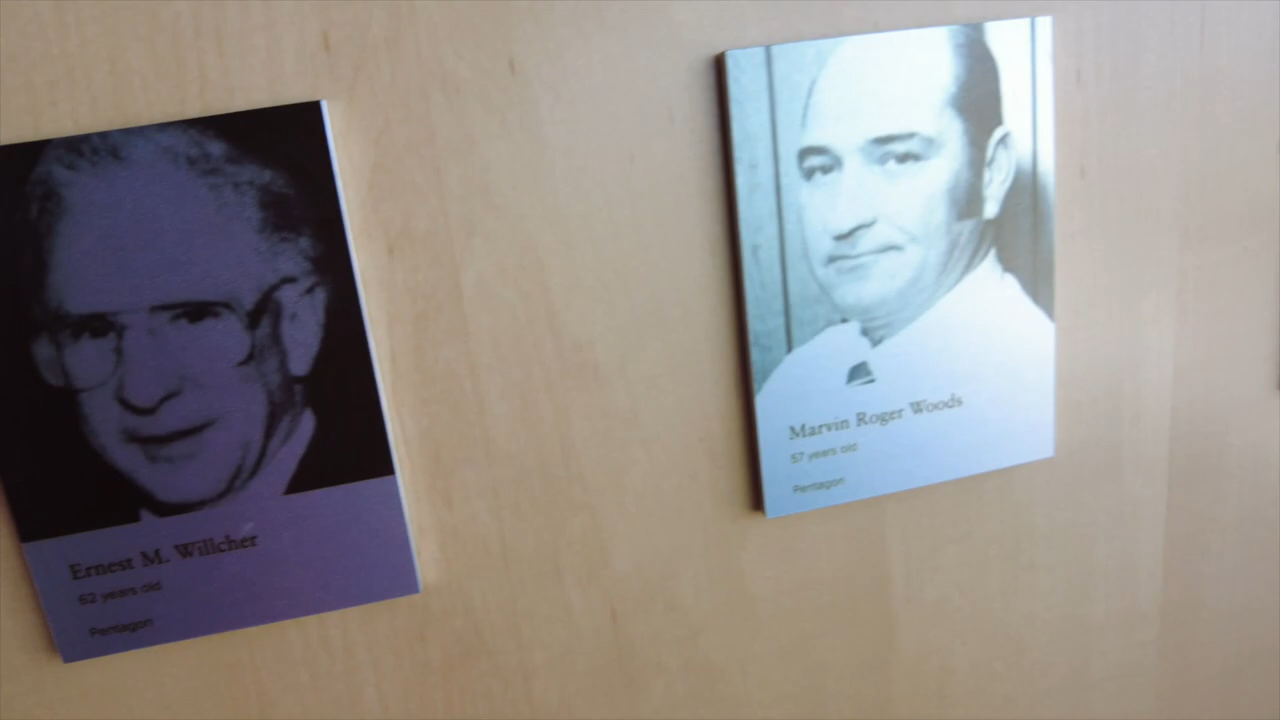 Ernest M. Willcher
62 years old
Pentagon
Marvin Roger Woods
57 years old
Pentagon